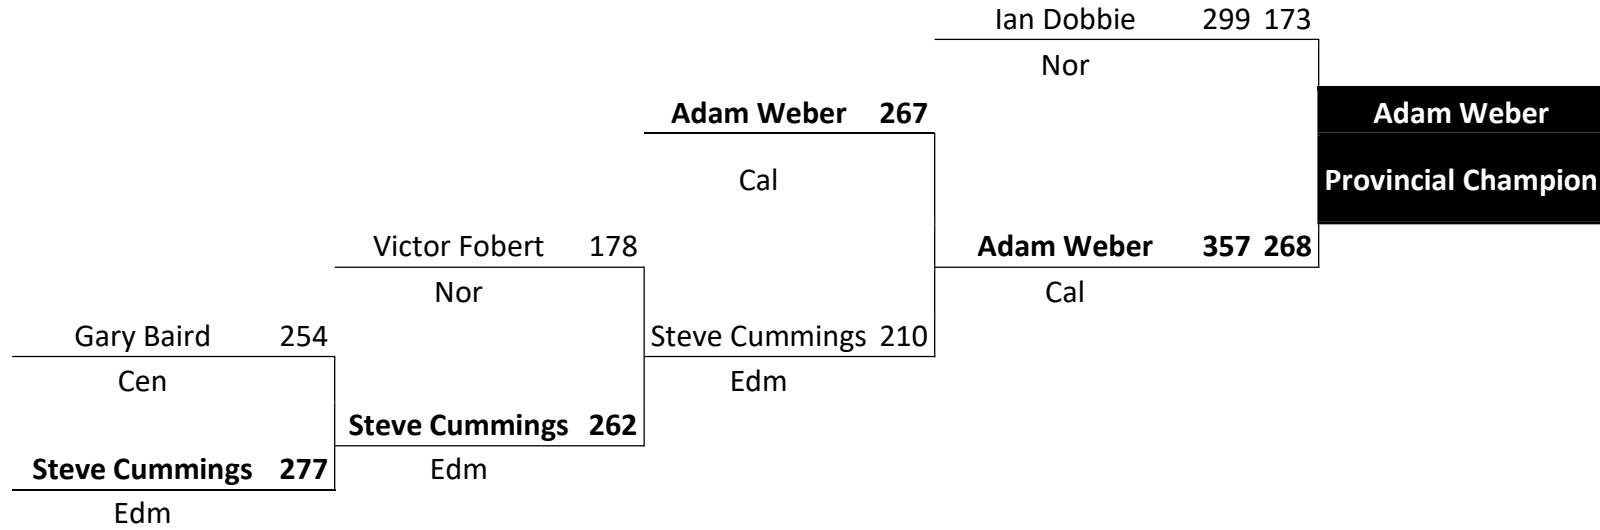 Ian Dobbie 299 173
Nor
Adam Weber 267
Adam Weber
Cal
Provincial Champion
Victor Fobert 178
Adam Weber 357 268
Nor
Cal
Gary Baird 254
Steve Cummings 210
Cen
Edm
Steve Cummings 262
Steve Cummings 277
Edm
Edm